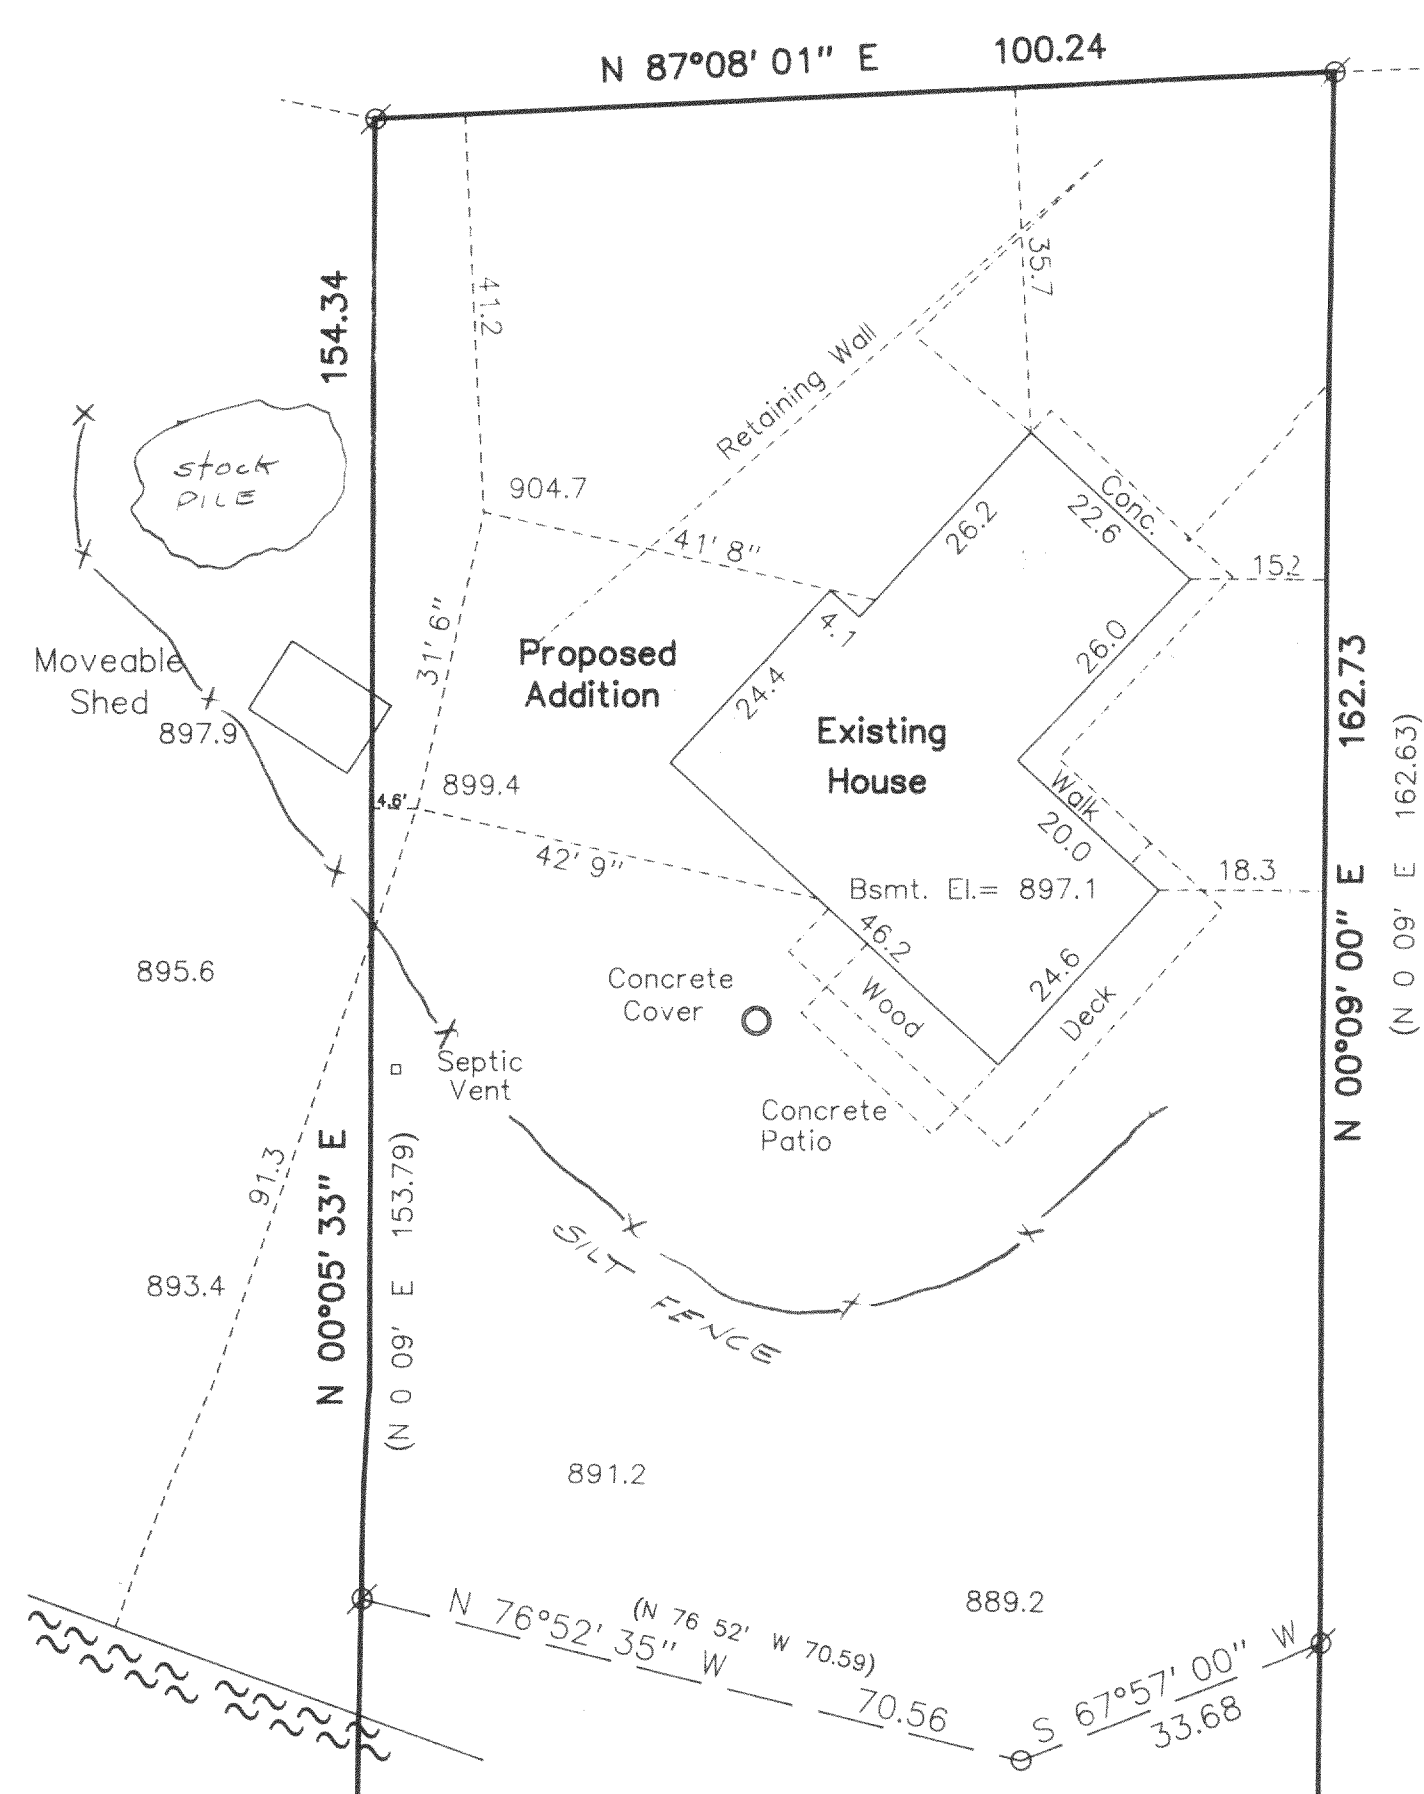 N 87°08' 01" E 100.24
154.34
41.2
35.7
Retaining Wall
stock
PILE
904.7
41' 8"
26.2
Conc.
22.6
15.2
4.1
31' 6"
Moveable
Shed
897.9
Proposed
Addition
24.4
26.0
Existing
House
162.73
(N 0 09' E 162.63)
N 00°09' 00" E
4.6'
899.4
42' 9"
Walk
20.0
18.3
Bsmt. El.= 897.1
46.2
24.6
Wood
Deck
895.6
Concrete
Cover
Septic
Vent
Concrete
Patio
91.3
N 00°05' 33" E
(N 0 09' E 153.79)
SILT FENCE
893.4
891.2
889.2
N 76°52' 35" W 70.56
(N 76 52' W 70.59)
S 67°57' 00" W
33.68